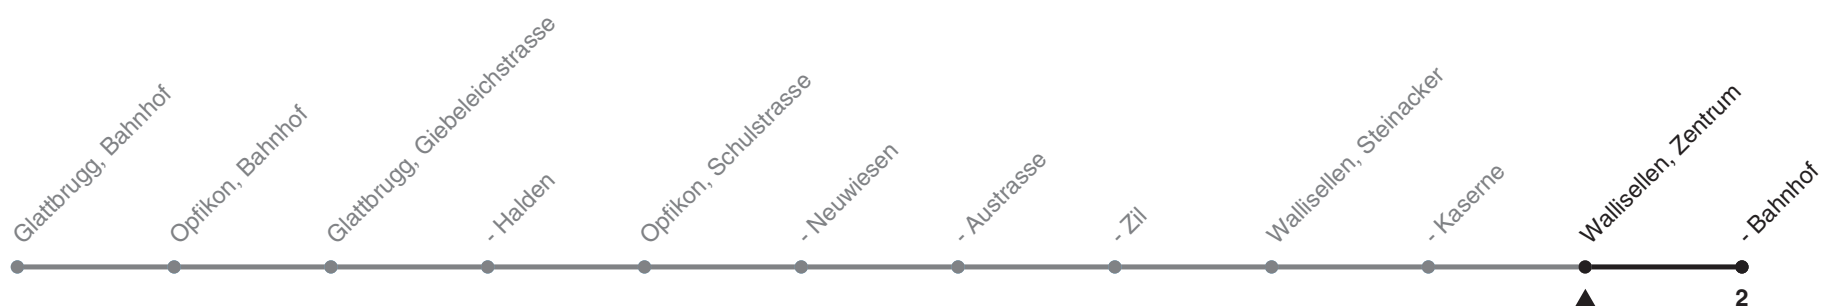 Glattbrugg, Bahnhof
Opfikon, Bahnhof
Glattbrugg, Giebeleichstrasse
- Halden
Opfikon, Schulstrasse
- Neuwiesen
- Austrasse
- Zil
Wallisellen, Steinacker
- Kaserne
Wallisellen, Zentrum
- Bahnhof
2